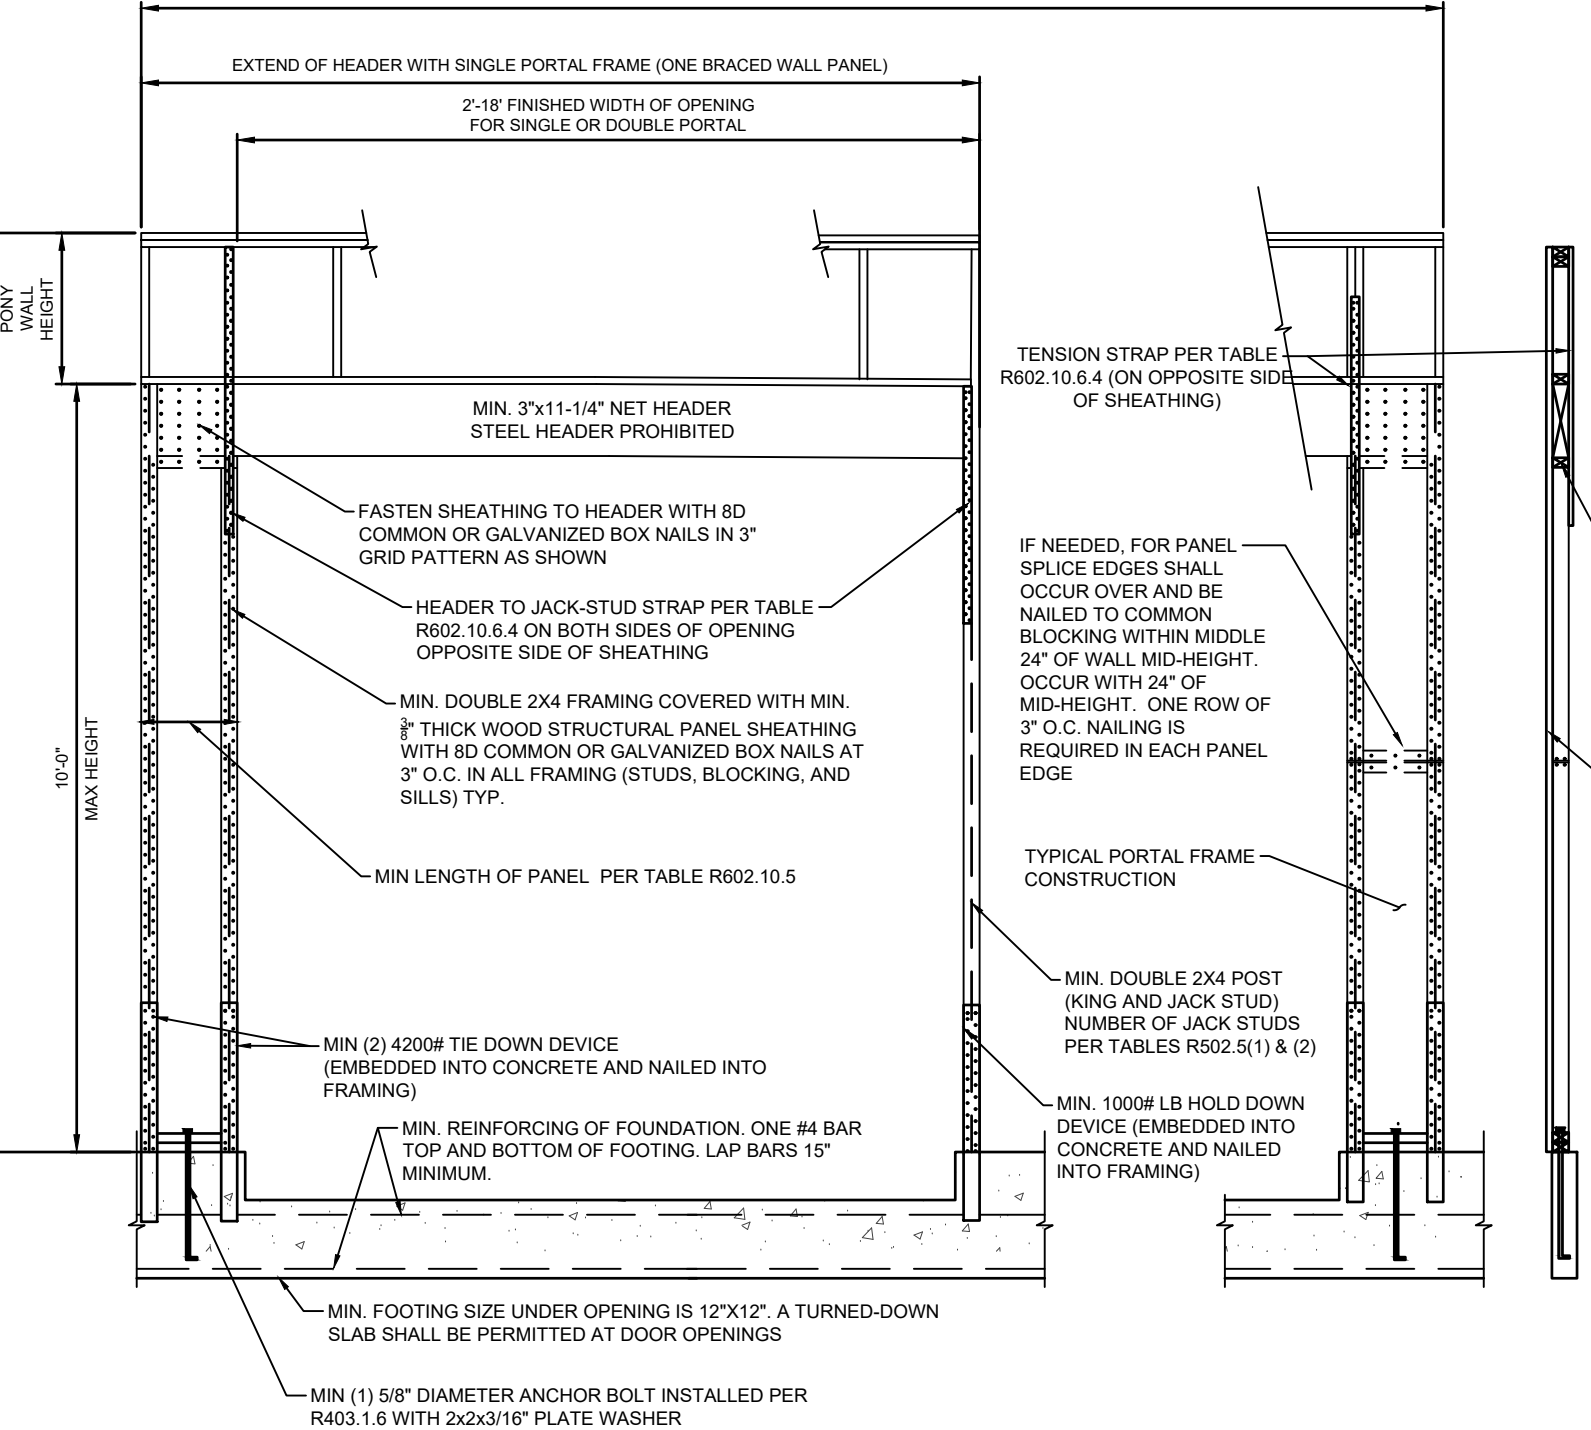 EXTEND OF HEADER WITH SINGLE PORTAL FRAME (ONE BRACED WALL PANEL)
2'-18' FINISHED WIDTH OF OPENING
FOR SINGLE OR DOUBLE PORTAL
PONY
WALL
HEIGHT
MIN. 3"x11-1/4" NET HEADER
STEEL HEADER PROHIBITED
TENSION STRAP PER TABLE
R602.10.6.4 (ON OPPOSITE SIDE
OF SHEATHING)
FASTEN SHEATHING TO HEADER WITH 8D
COMMON OR GALVANIZED BOX NAILS IN 3"
GRID PATTERN AS SHOWN
HEADER TO JACK-STUD STRAP PER TABLE
R602.10.6.4 ON BOTH SIDES OF OPENING
OPPOSITE SIDE OF SHEATHING
IF NEEDED, FOR PANEL
SPLICE EDGES SHALL
OCCUR OVER AND BE
NAILED TO COMMON
BLOCKING WITHIN MIDDLE
24" OF WALL MID-HEIGHT.
OCCUR WITH 24" OF
MID-HEIGHT. ONE ROW OF
3" O.C. NAILING IS
REQUIRED IN EACH PANEL
EDGE
MIN. DOUBLE 2X4 FRAMING COVERED WITH MIN.
3/8" THICK WOOD STRUCTURAL PANEL SHEATHING
WITH 8D COMMON OR GALVANIZED BOX NAILS AT
3" O.C. IN ALL FRAMING (STUDS, BLOCKING, AND
SILLS) TYP.
10'-0"
MAX HEIGHT
MIN LENGTH OF PANEL PER TABLE R602.10.5
TYPICAL PORTAL FRAME
CONSTRUCTION
MIN. DOUBLE 2X4 POST
(KING AND JACK STUD)
NUMBER OF JACK STUDS
PER TABLES R502.5(1) & (2)
MIN (2) 4200# TIE DOWN DEVICE
(EMBEDDED INTO CONCRETE AND NAILED INTO
FRAMING)
MIN. 1000# LB HOLD DOWN
DEVICE (EMBEDDED INTO
CONCRETE AND NAILED
INTO FRAMING)
MIN. REINFORCING OF FOUNDATION. ONE #4 BAR
TOP AND BOTTOM OF FOOTING. LAP BARS 15"
MINIMUM.
MIN. FOOTING SIZE UNDER OPENING IS 12"X12". A TURNED-DOWN
SLAB SHALL BE PERMITTED AT DOOR OPENINGS
MIN (1) 5/8" DIAMETER ANCHOR BOLT INSTALLED PER
R403.1.6 WITH 2x2x3/16" PLATE WASHER